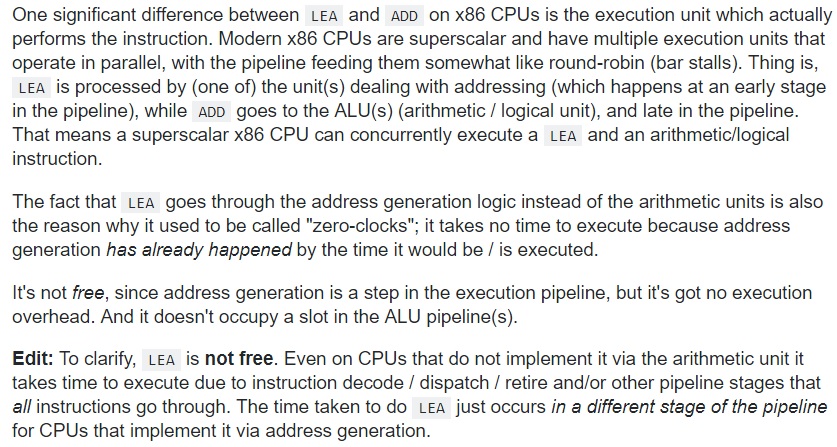 One significant difference between LEA and ADD on x86 CPUs is the execution unit which actually
performs the instruction. Modern x86 CPUs are superscalar and have multiple execution units that
operate in parallel, with the pipeline feeding them somewhat like round-robin (bar stalls). Thing is,
LEA is processed by (one of) the unit(s) dealing with addressing (which happens at an early stage
in the pipeline), while ADD goes to the ALU(s) (arithmetic / logical unit), and late in the pipeline.
That means a superscalar x86 CPU can concurrently execute a LEA and an arithmetic/logical
instruction.
The fact that LEA goes through the address generation logic instead of the arithmetic units is also
the reason why it used to be called "zero-clocks"; it takes no time to execute because address
generation has already happened by the time it would be / is executed.
It's not free, since address generation is a step in the execution pipeline, but it's got no execution
overhead. And it doesn't occupy a slot in the ALU pipeline(s).
Edit: To clarify, LEA is not free. Even on CPUs that do not implement it via the arithmetic unit it
takes time to execute due to instruction decode / dispatch / retire and/or other pipeline stages that
all instructions go through. The time taken to do LEA just occurs in a different stage of the pipeline
for CPUs that implement it via address generation.